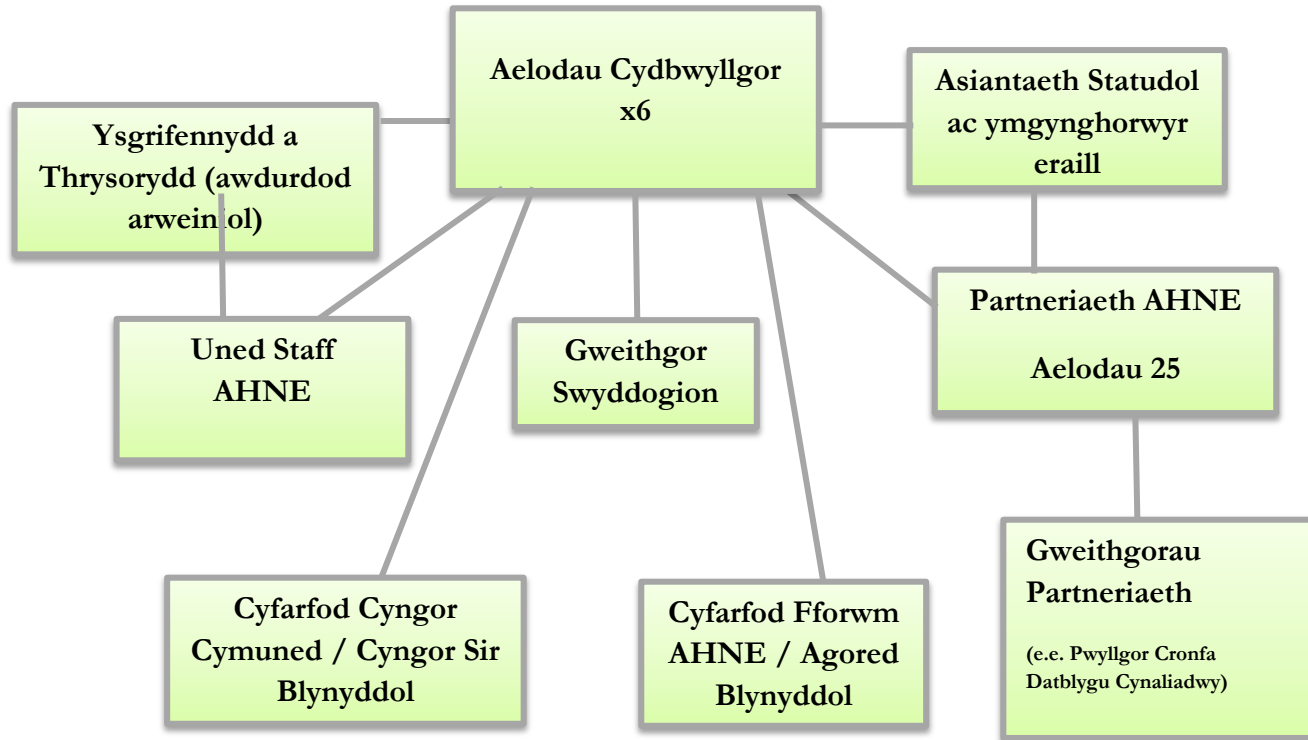 Aelodau Cydbwyllgor
x6
Asiantaeth Statudol
ac ymgynghorwyr
eraill
Ysgrifennydd a
Thrysorydd (awdurdod
arweiniol)
Uned Staff
AHNE
Gweithgor
Swyddogion
Partneriaeth AHNE
Aelodau 25
Cyfarfod Cyngor
Cymuned / Cyngor Sir
Blynyddol
Cyfarfod Fforwm
AHNE / Agored
Blynyddol
Gweithgorau
Partneriaeth
(e.e. Pwyllgor Cronfa
Datblygu Cynaliadwy)